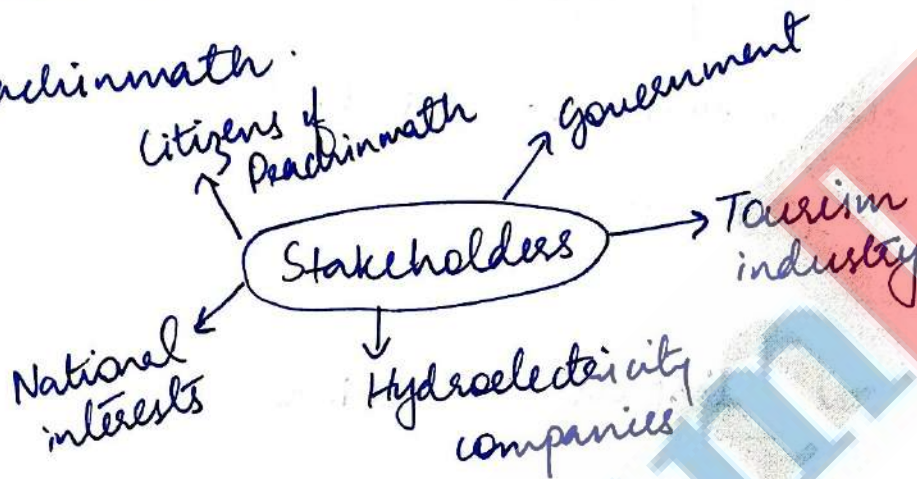 Citizens of
Prachinmath
Government
Stakeholders
Tourism
industry
National
interests
Hydroelectricity
companies